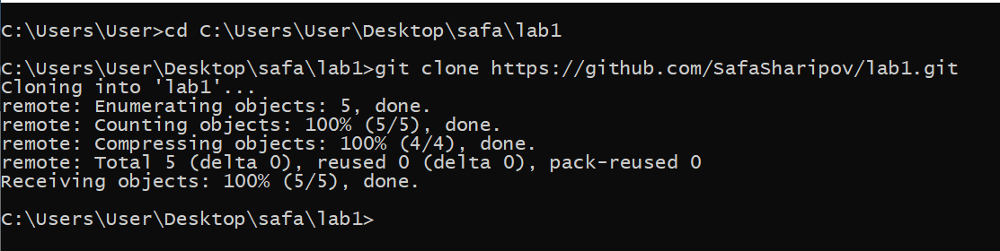 C:\Users\User>cd C:\Users\User\Desktop\safa\lab1
C:\Users\User\Desktop\safa\lab1>git clone https://github.com/SafaSharipov/lab1.git
Cloning into 'lab1'...
remote: Enumerating objects: 5, done.
remote: Counting objects: 100% (5/5), done.
remote: Compressing objects: 100% (4/4), done.
remote: Total 5 (delta 0), reused 0 (delta 0), pack-reused 0
Receiving objects: 100% (5/5), done.
C:\Users\User\Desktop\safa\lab1>